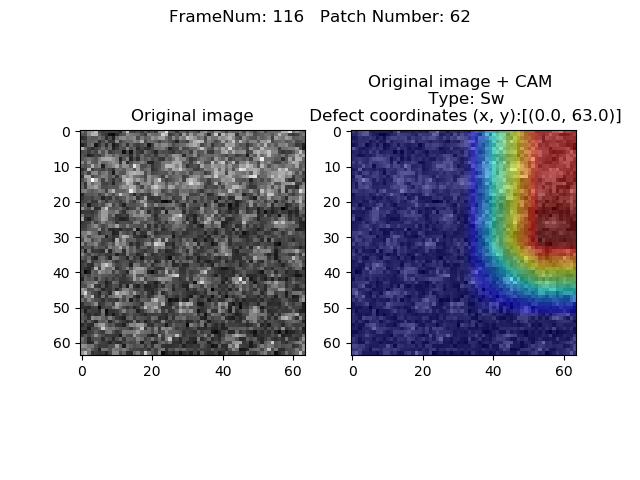 FrameNum: 116   Patch Number: 62
Original image
Original image + CAM
Type: Sw
Defect coordinates (x, y):[(0.0, 63.0)]
0
10
20
30
40
50
60
0 20 40 60
0
10
20
30
40
50
60
0 20 40 60